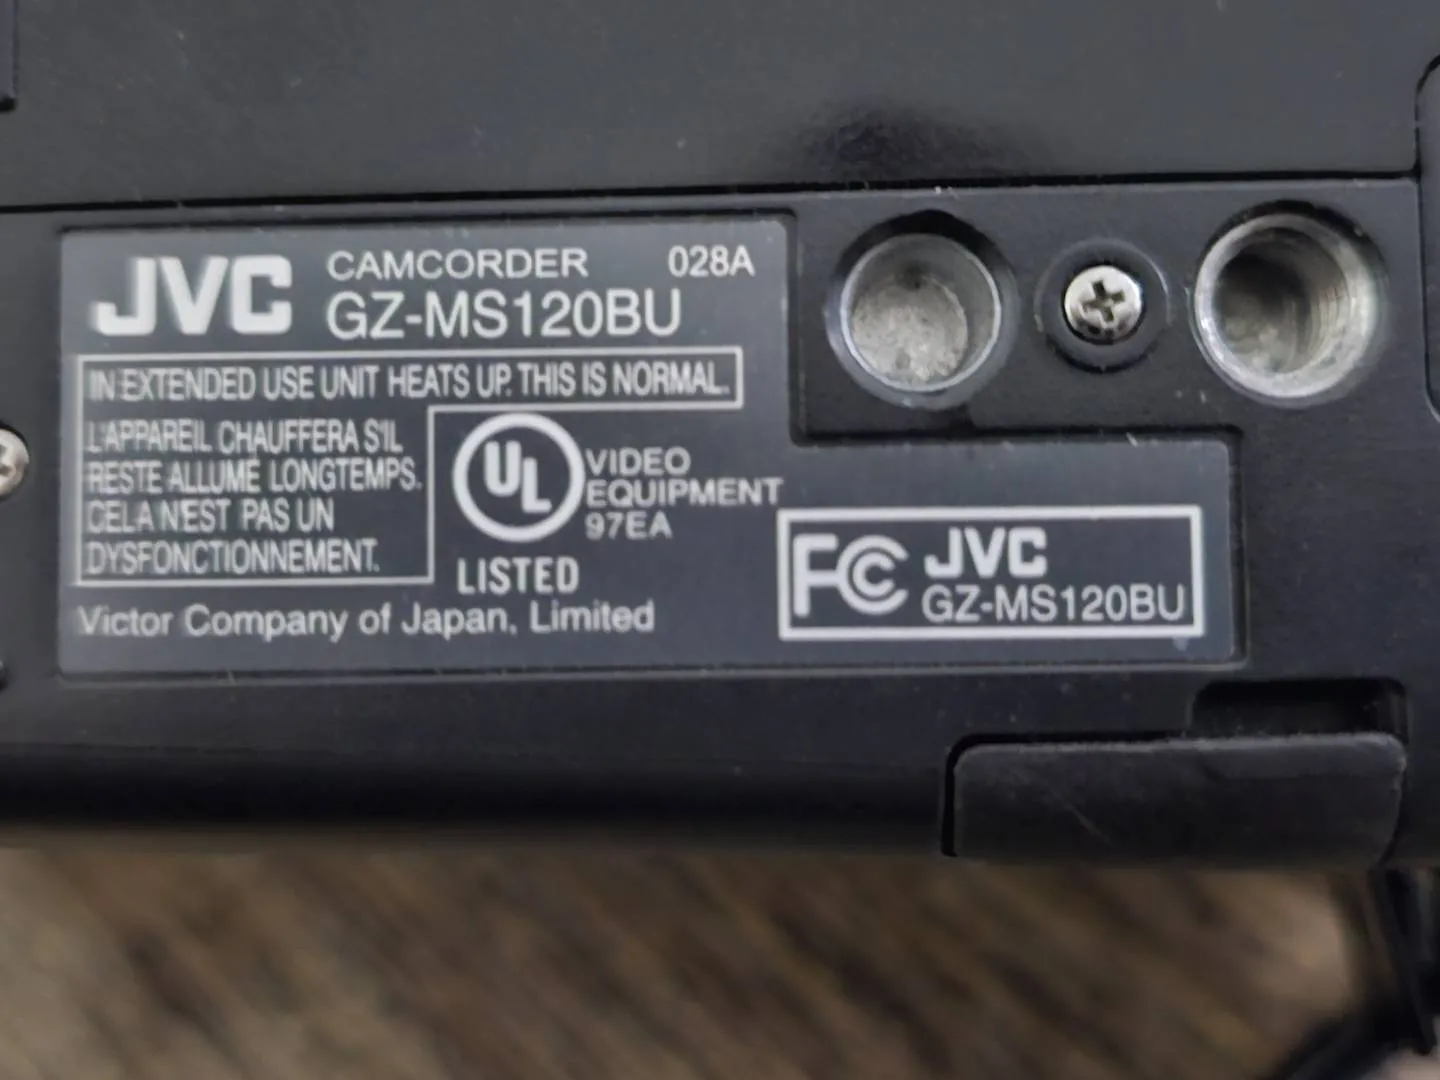 JVC CAMCORDER 028A
GZ-MS120BU
IN EXTENDED USE UNIT HEATS UP. THIS IS NORMAL.
L'APPAREIL CHAUFFERA S'IL
RESTE ALLUME LONGTEMPS.
CELA N'EST PAS UN
DYSFONCTIONNEMENT.
UL
LISTED
VIDEO
EQUIPMENT
97EA
Victor Company of Japan, Limited
FC JVC
GZ-MS120BU